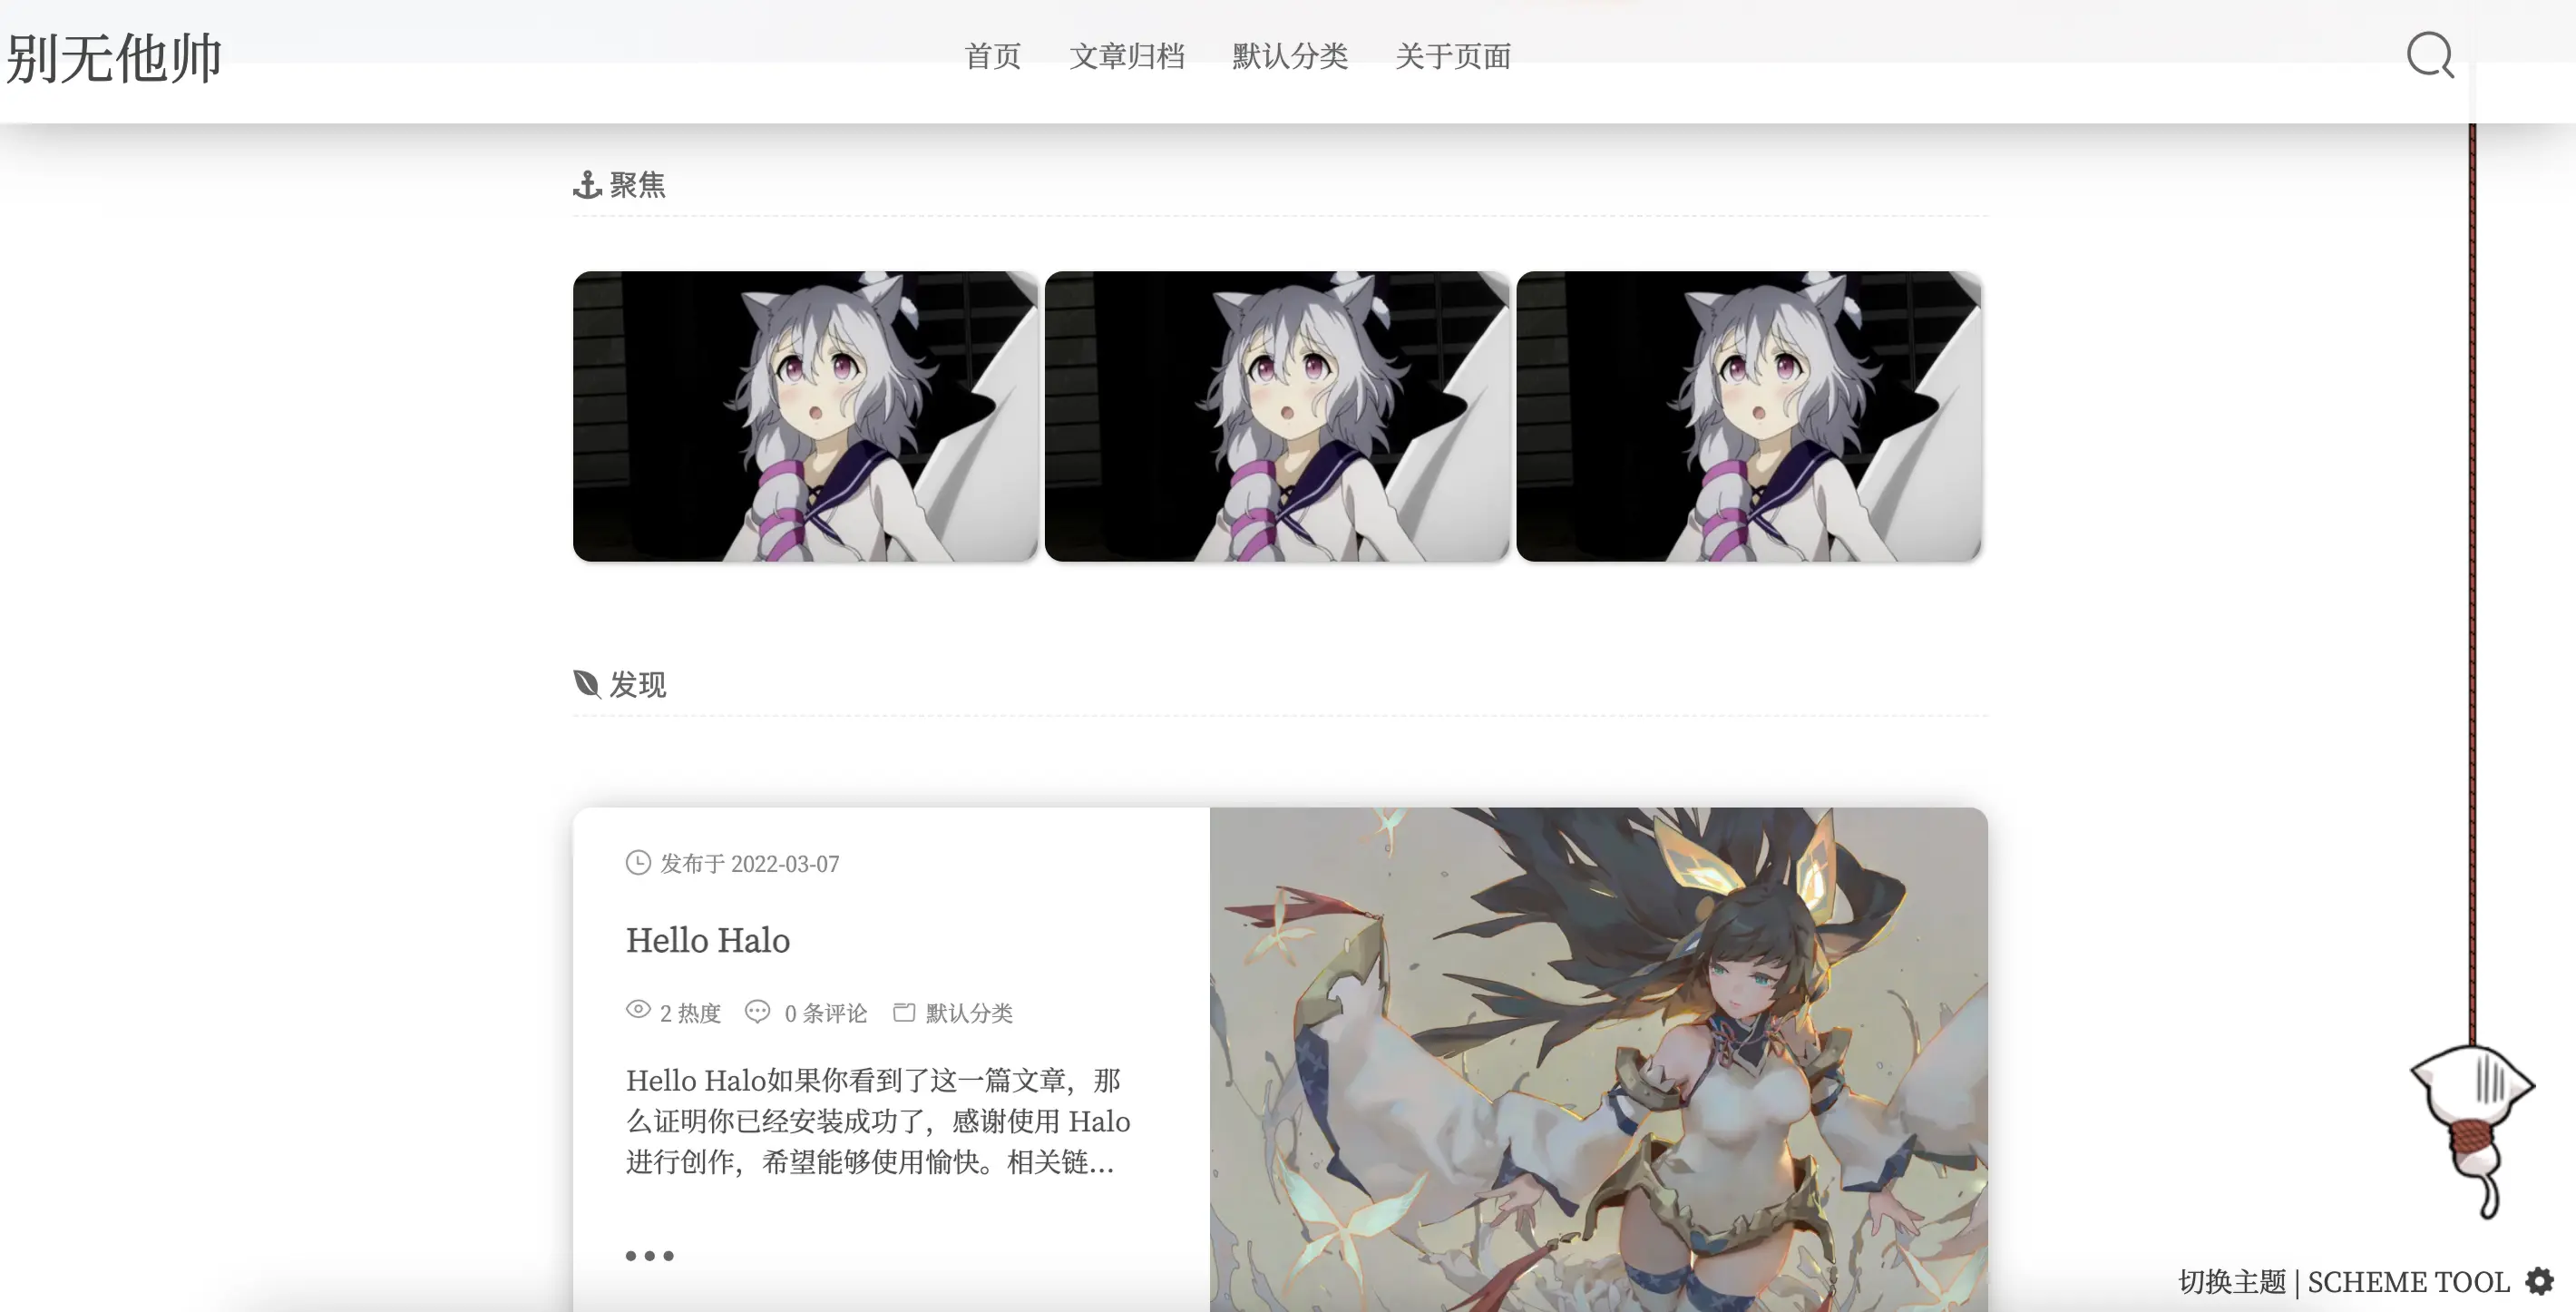 别无他帅
首页 文章归档 默认分类 关于页面
聚焦
发现
发布于 2022-03-07
Hello Halo
2 热度 0 条评论 默认分类
Hello Halo如果你看到了这一篇文章，那
么证明你已经安装成功了，感谢使用 Halo
进行创作，希望能够使用愉快。相关链...
切换主题 | SCHEME TOOL